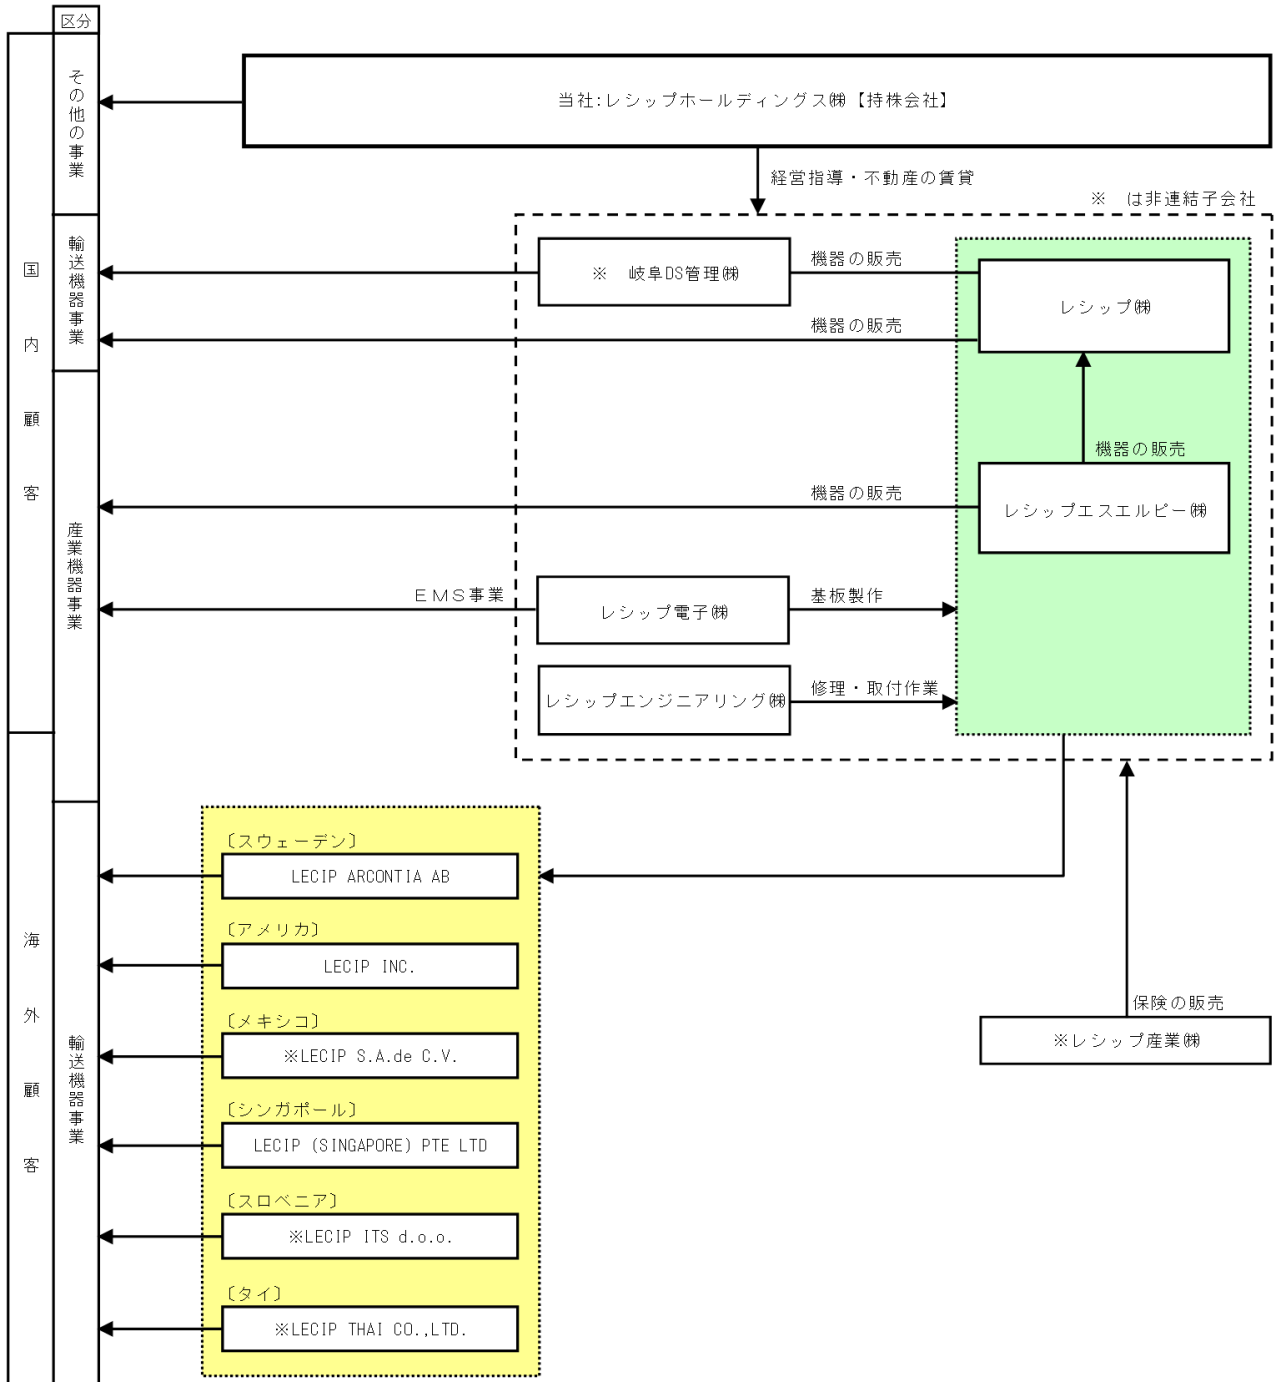 区分
その他の事業
当社:レシップホールディングス㈱【持株会社】
経営指導・不動産の賃貸
※　は非連結子会社
国内顧客
輸送機器事業
※　岐阜DS管理㈱
機器の販売
レシップ㈱
機器の販売
機器の販売
産業機器事業
機器の販売
レシップエスエルピー㈱
ＥＭＳ事業
レシップ電子㈱
基板製作
レシップエンジニアリング㈱
修理・取付作業
海外顧客
輸送機器事業
〔スウェーデン〕
LECIP ARCONTIA AB
〔アメリカ〕
LECIP INC.
〔メキシコ〕
※LECIP S.A.de C.V.
保険の販売
※レシップ産業㈱
〔シンガポール〕
LECIP (SINGAPORE) PTE LTD
〔スロベニア〕
※LECIP ITS d.o.o.
〔タイ〕
※LECIP THAI CO.,LTD.